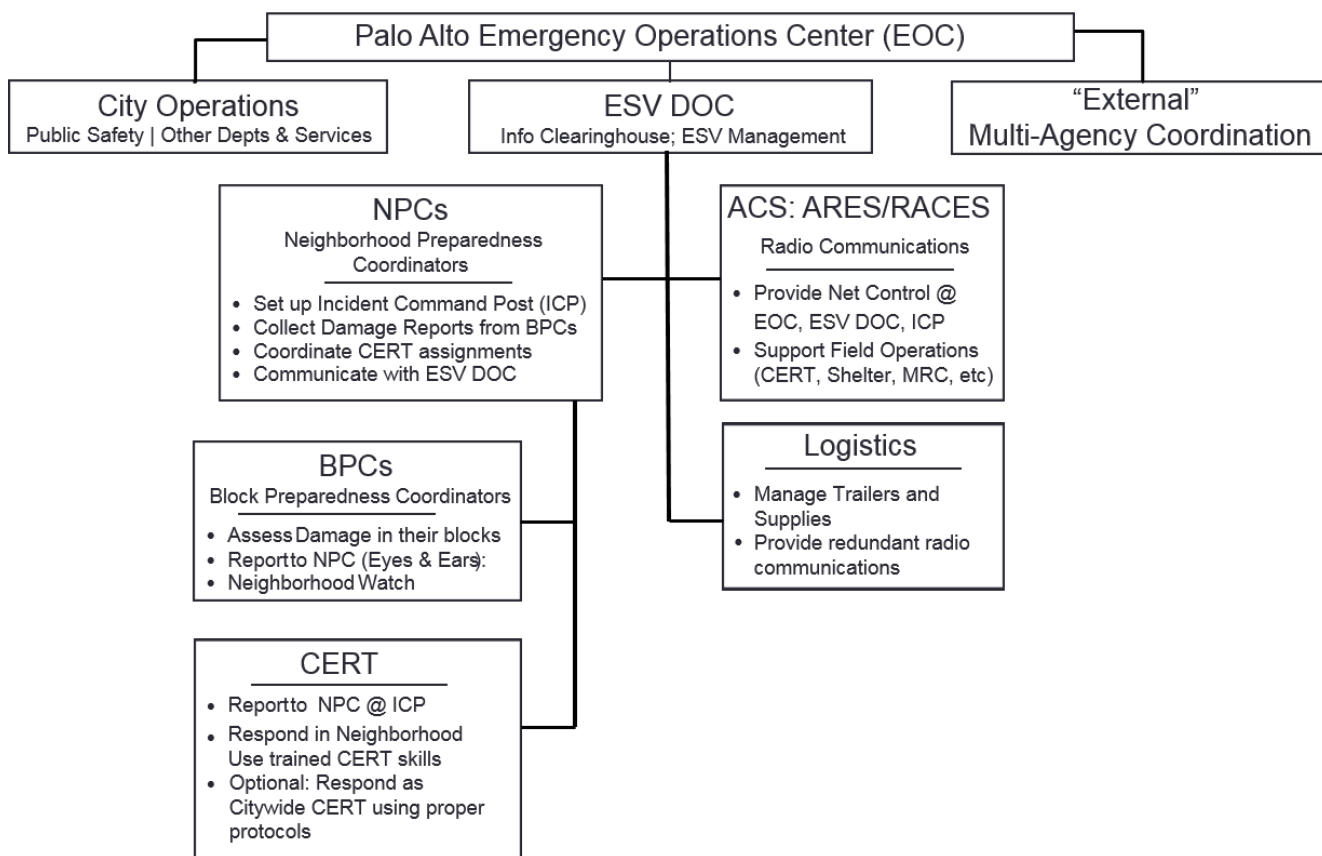 Palo Alto Emergency Operations Center (EOC)
City Operations
Public Safety | Other Depts & Services
ESV DOC
Info Clearinghouse; ESV Management
“External”
Multi-Agency Coordination
NPCs
Neighborhood Preparedness
Coordinators
• Set up Incident Command Post (ICP)
• Collect Damage Reports from BPCs
• Coordinate CERT assignments
• Communicate with ESV DOC
ACS: ARES/RACES
Radio Communications
• Provide Net Control @
EOC, ESV DOC, ICP
• Support Field Operations
(CERT, Shelter, MRC, etc)
BPCs
Block Preparedness Coordinators
• Assess Damage in their blocks
• Report to NPC (Eyes & Ears):
• Neighborhood Watch
Logistics
• Manage Trailers and
Supplies
• Provide redundant radio
communications
CERT
• Report to NPC @ ICP
• Respond in Neighborhood
Use trained CERT skills
• Optional: Respond as
Citywide CERT using proper
protocols